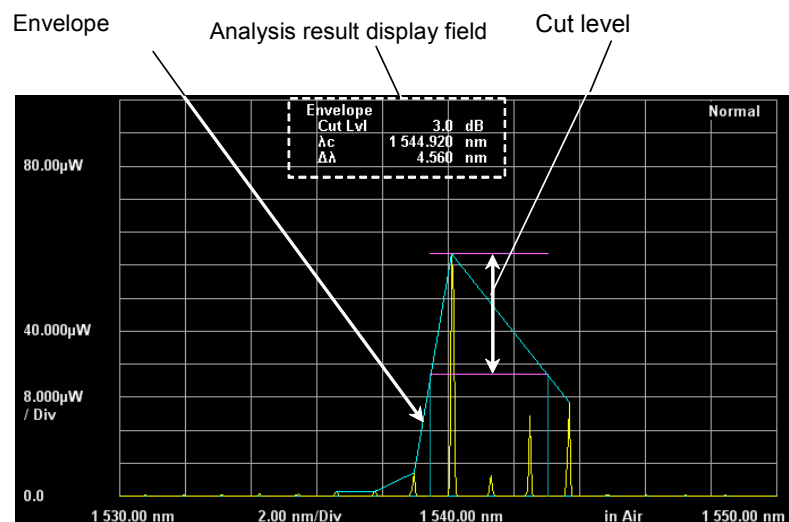 Envelope
Analysis result display field
Cut level
Envelope
Cut Lvl 3.0 dB
λc 1 544.920 nm
Δλ 4.560 nm
Normal
80.00µW
40.000µW
8.000µW
/ Div
0.0
1 530.00 nm 2.00 nm/Div 1 540.00 nm in Air 1 550.00 nm